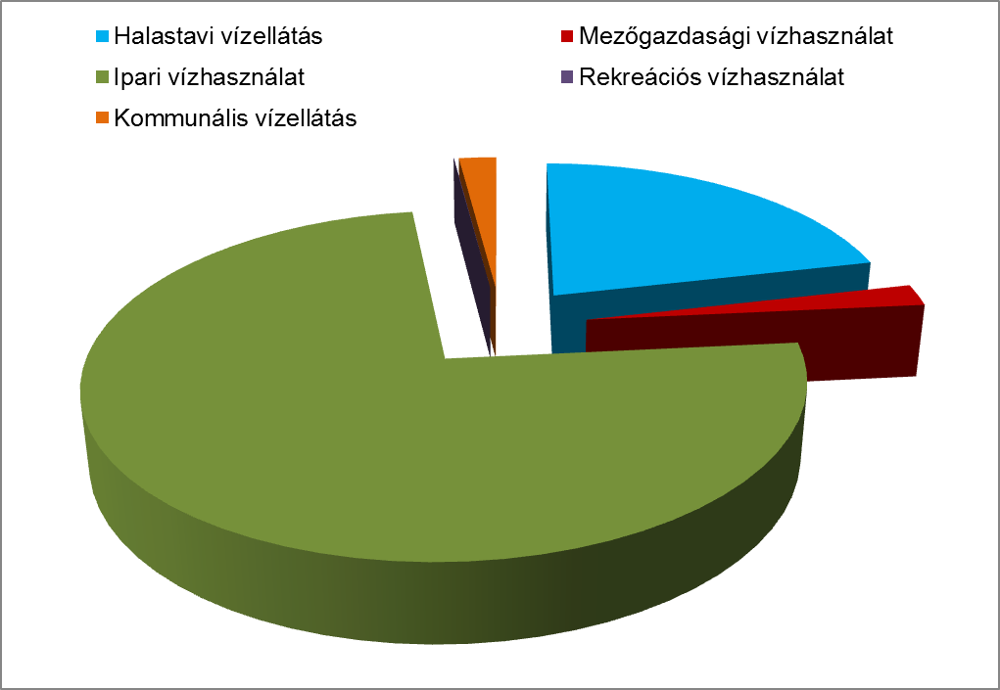 Halastavi vízellátás Mezőgazdasági vízhasználat
Ipari vízhasználat Rekreációs vízhasználat
Kommunális vízellátás